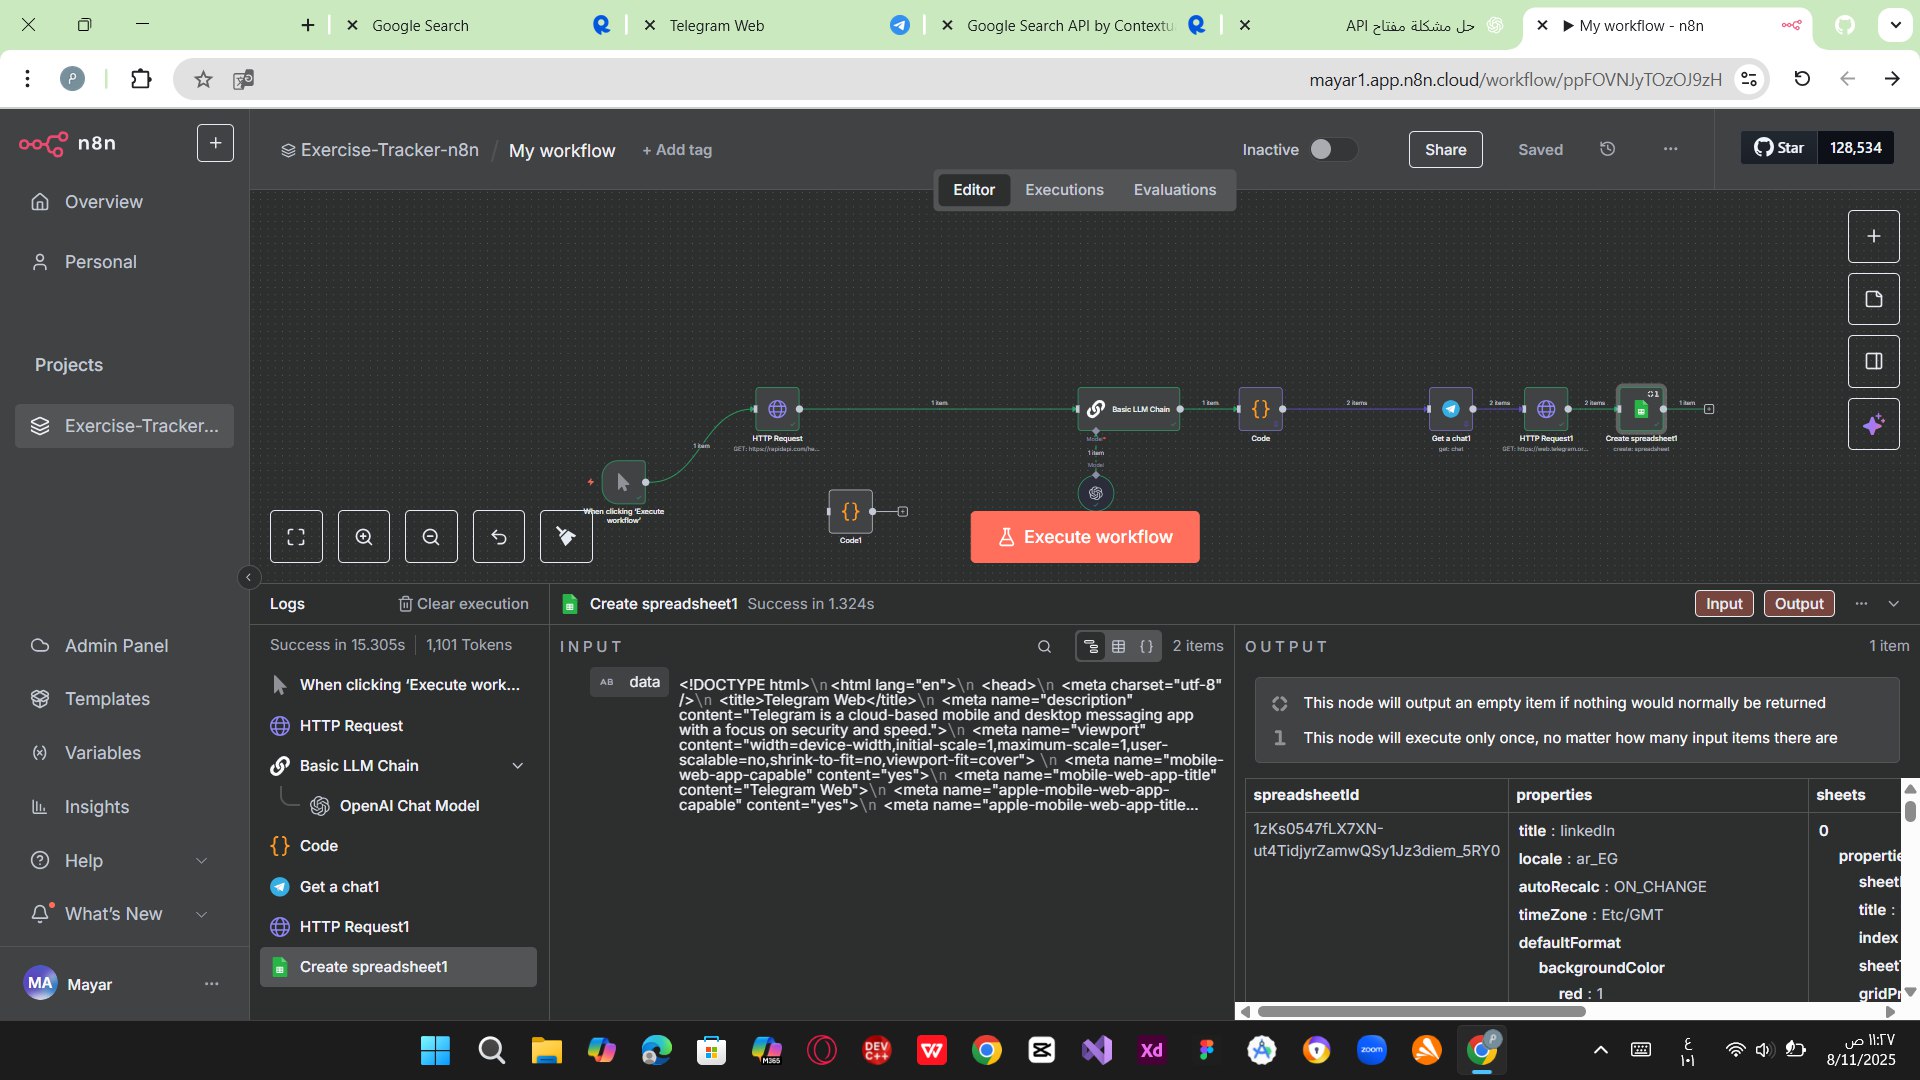 Google Search
Telegram Web
Google Search API by Contextu
حل مشكلة مفتاح API
My workflow - n8n
P
mayar1.app.n8n.cloud/workflow/ppFOVNJyTOzOJ9zH
n8n
Overview
Personal
Projects
Exercise-Tracker...
Admin Panel
Templates
Variables
Insights
Help
What's New
MA Mayar
Exercise-Tracker-n8n / My workflow + Add tag
Inactive
Share
Saved
Star 128,534
Editor Executions Evaluations
1 item
1 item
1 item
2 items
2 items
2 items
1 item
HTTP Request
GET: https://rapidapi.com/he...
Basic LLM Chain
Model*
1 item
Model
Code
Get a chat1
get: chat
HTTP Request1
GET: https://web.telegram.or...
1
Create spreadsheet1
create: spreadsheet
When clicking 'Execute workflow'
Code1
Execute workflow
Logs
Clear execution
Success in 15.305s 1,101 Tokens
When clicking 'Execute work...
HTTP Request
Basic LLM Chain
OpenAI Chat Model
Code
Get a chat1
HTTP Request1
Create spreadsheet1
Create spreadsheet1 Success in 1.324s
Input Output
INPUT
2 items
AB data
<!DOCTYPE html>\n<html lang="en">\n <head>\n <meta charset="utf-8"
/>\n <title>Telegram Web</title>\n <meta name="description"
content="Telegram is a cloud-based mobile and desktop messaging app
with a focus on security and speed.">\n <meta name="viewport"
content="width=device-width,initial-scale=1,maximum-scale=1,user-
scalable=no,shrink-to-fit=no,viewport-fit=cover"> \n <meta name="mobile-
web-app-capable" content="yes">\n <meta name="mobile-web-app-title"
content="Telegram Web">\n <meta name="apple-mobile-web-app-
capable" content="yes">\n <meta name="apple-mobile-web-app-title...
OUTPUT
1 item
This node will output an empty item if nothing would normally be returned
1 This node will execute only once, no matter how many input items there are
spreadsheetId
properties
sheets
1zKs0547fLX7XN-
ut4TidjyrZamwQSy1Jz3diem_5RY0
title : linkedIn
locale : ar_EG
autoRecalc : ON_CHANGE
timeZone : Etc/GMT
defaultFormat
backgroundColor
red : 1
0
propertie
sheetI
title :
index
sheetT
gridPr
M365
DEV C++
Xd
zoom
P
ع
١٠١
١١:٢٧ ص
8/11/2025